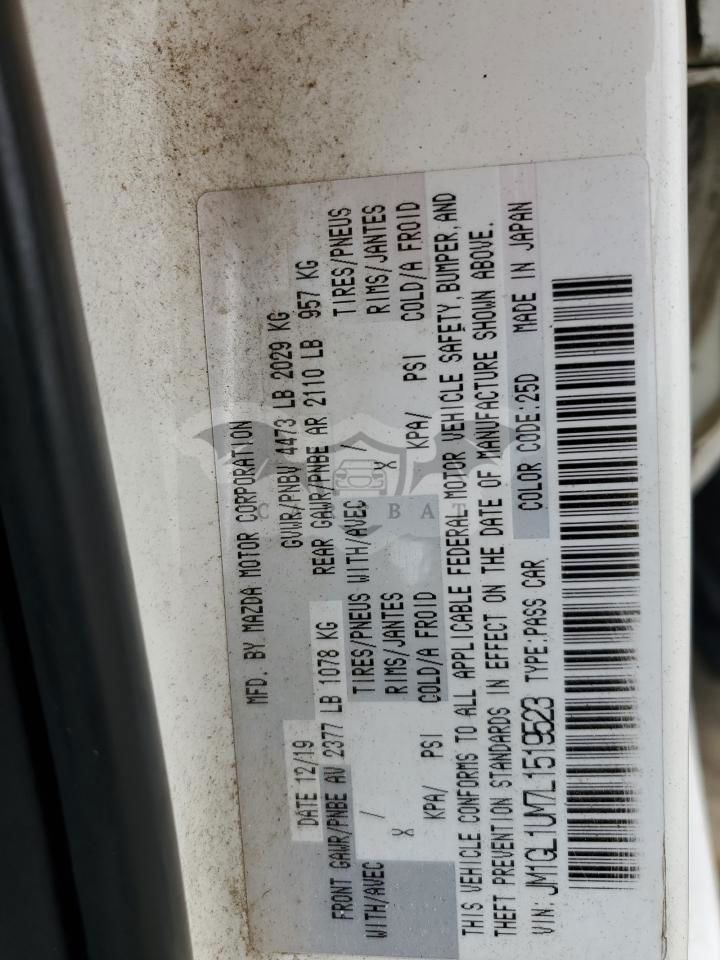 MFD. BY MAZDA MOTOR CORPORATION
DATE 12/19 GVWR/PNBV 4473 LB 2029 KG
FRONT GAWR/PNBE AV 2377 LB 1078 KG REAR GAWR/PNBE AR 2110 LB 957 KG
WITH/AVEC / TIRES/PNEUS WITH/AVEC / TIRES/PNEUS
X RIMS/JANTES X RIMS/JANTES
KPA/ PSI COLD/A FROID KPA/ PSI COLD/A FROID
THIS VEHICLE CONFORMS TO ALL APPLICABLE FEDERAL MOTOR VEHICLE SAFETY, BUMPER, AND
THEFT PREVENTION STANDARDS IN EFFECT ON THE DATE OF MANUFACTURE SHOWN ABOVE.
VIN: JM1GL1UM7L1519523 TYPE:PASS CAR COLOR CODE:25D MADE IN JAPAN